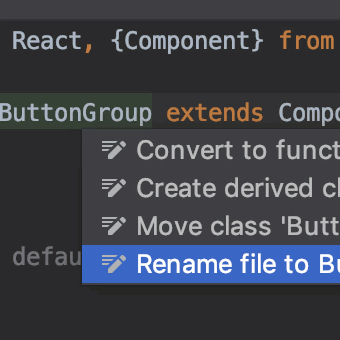 React, {Component} from
ButtonGroup extends Compo
Convert to funct
Create derived cl
Move class 'Butt
defau
Rename file to Bu